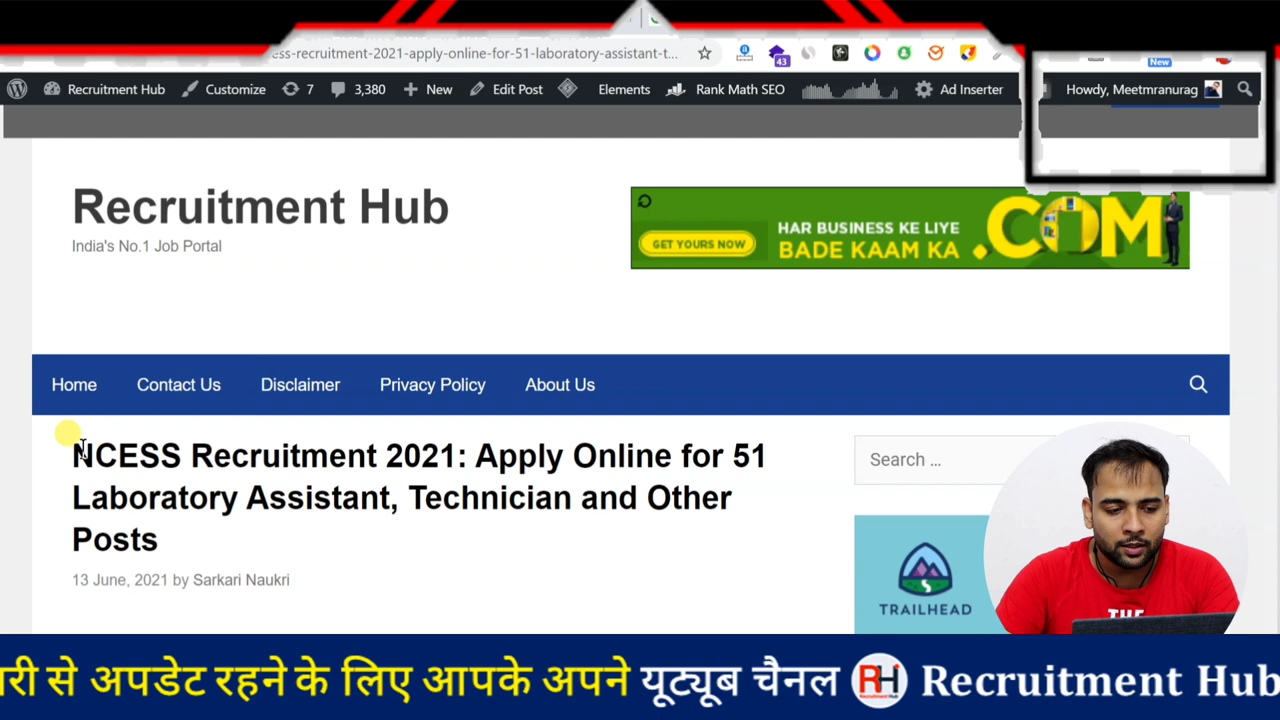 ess-recruitment-2021-apply-online-for-51-laboratory-assistant-t...
43
New
Recruitment Hub Customize 7 3,380 New Edit Post Elements Rank Math SEO Ad Inserter Howdy, Meetmranurag
Recruitment Hub
India's No.1 Job Portal
GET YOURS NOW
HAR BUSINESS KE LIYE
BADE KAAM KA
.COM
Home Contact Us Disclaimer Privacy Policy About Us
NCESS Recruitment 2021: Apply Online for 51
Laboratory Assistant, Technician and Other
Posts
13 June, 2021 by Sarkari Naukri
Search ...
TRAILHEAD
THE
री से अपडेट रहने के लिए आपके अपने यूट्यूब चैनल RH Recruitment Hub